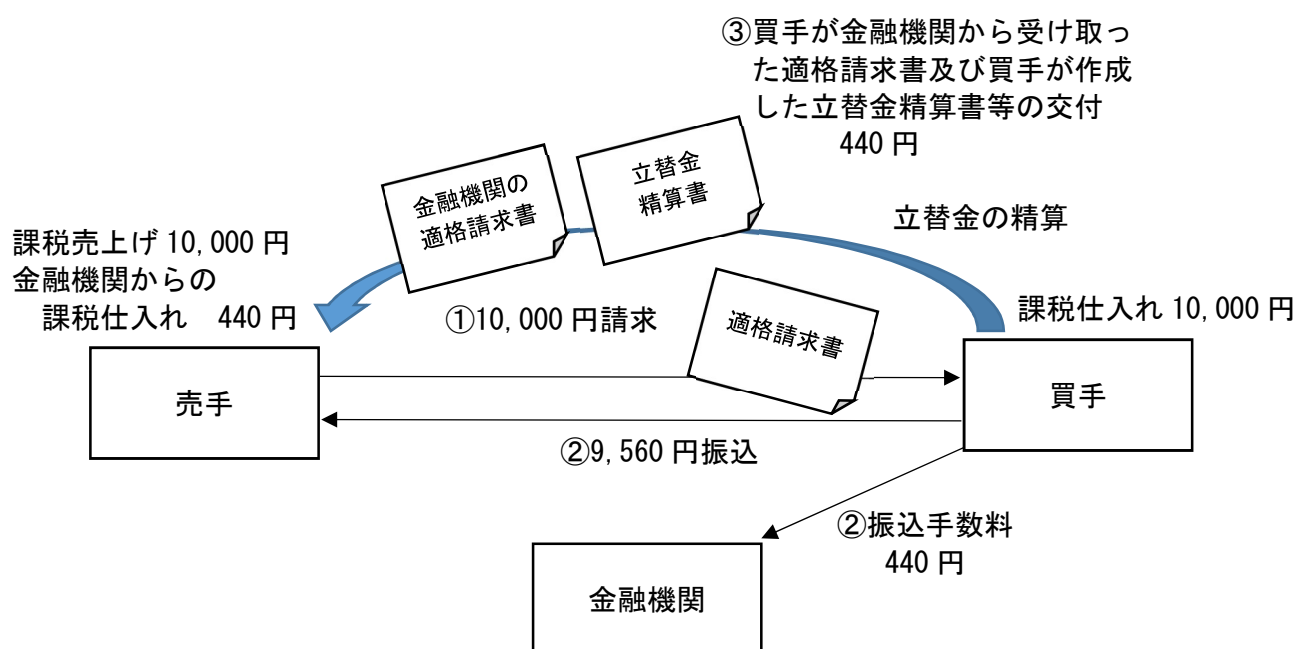 ③買手が金融機関から受け取っ
た適格請求書及び買手が作成
した立替金精算書等の交付
440 円
立替金
精算書
金融機関の
適格請求書
立替金の精算
課税売上げ 10,000 円
金融機関からの
課税仕入れ 440 円
①10,000 円請求
適格請求書
課税仕入れ 10,000 円
売手
買手
②9,560 円振込
②振込手数料
440 円
金融機関